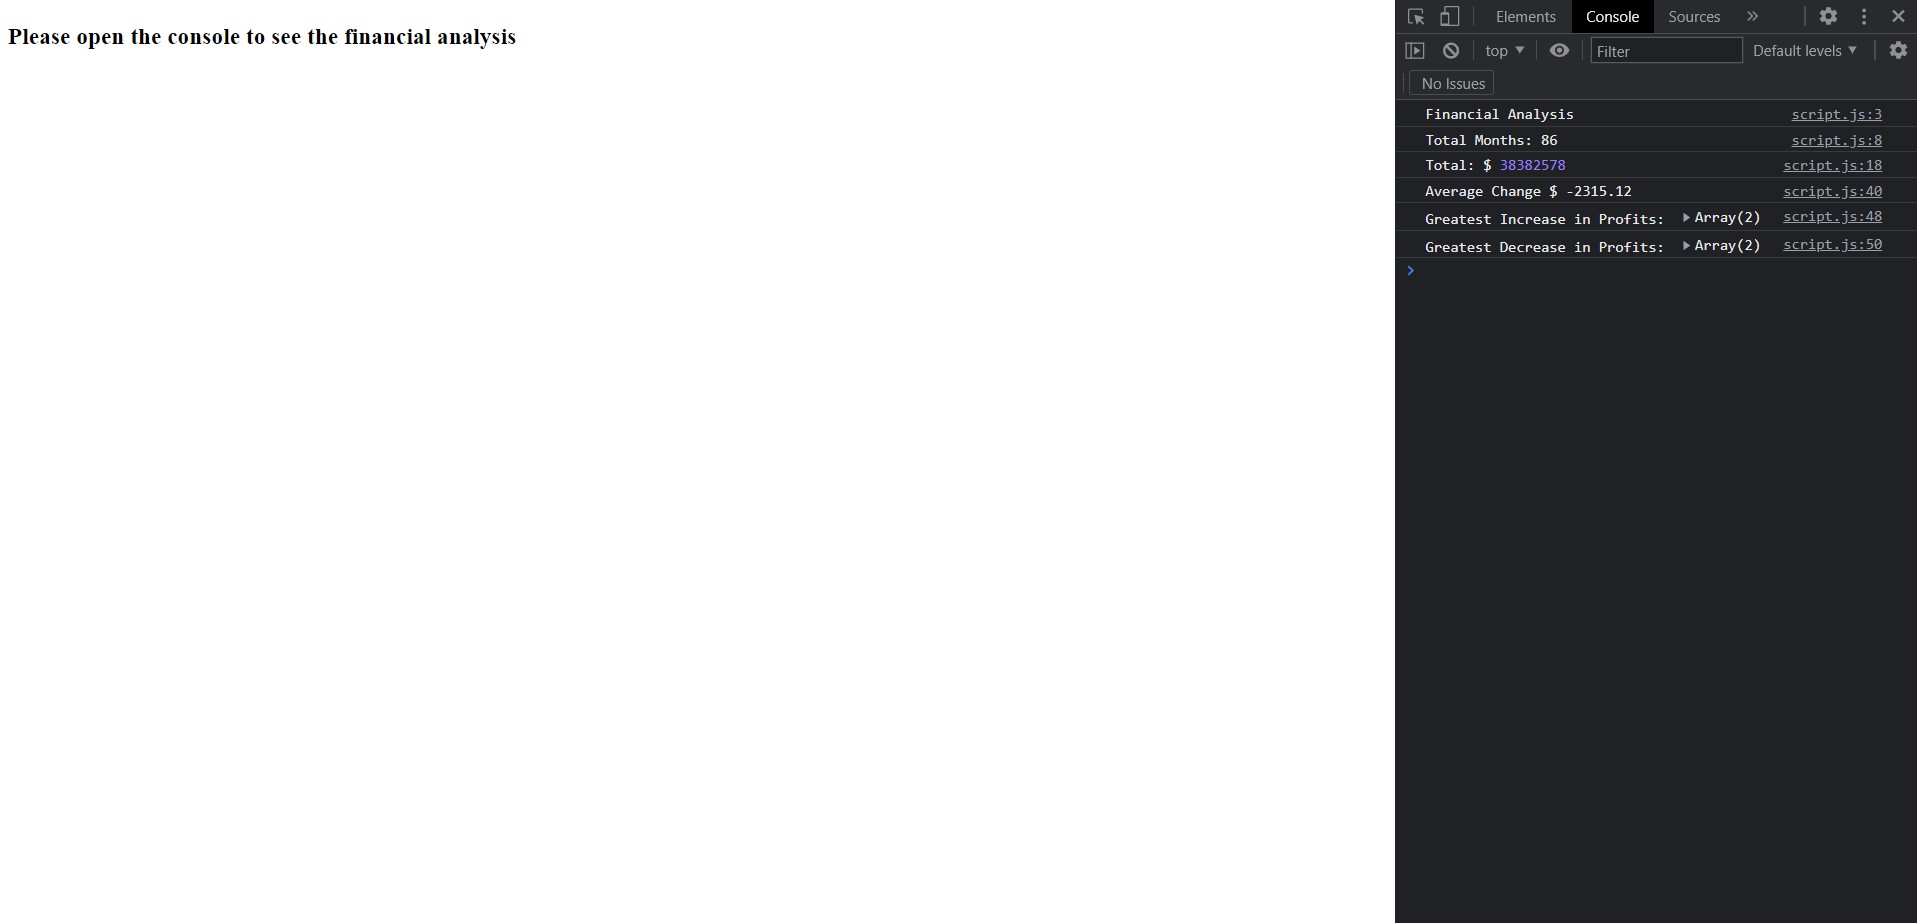 Please open the console to see the financial analysis
Elements Console Sources
top Filter Default levels
No Issues
Financial Analysis script.js:3
Total Months: 86 script.js:8
Total: $ 38382578 script.js:18
Average Change $ -2315.12 script.js:40
Greatest Increase in Profits: Array(2) script.js:48
Greatest Decrease in Profits: Array(2) script.js:50